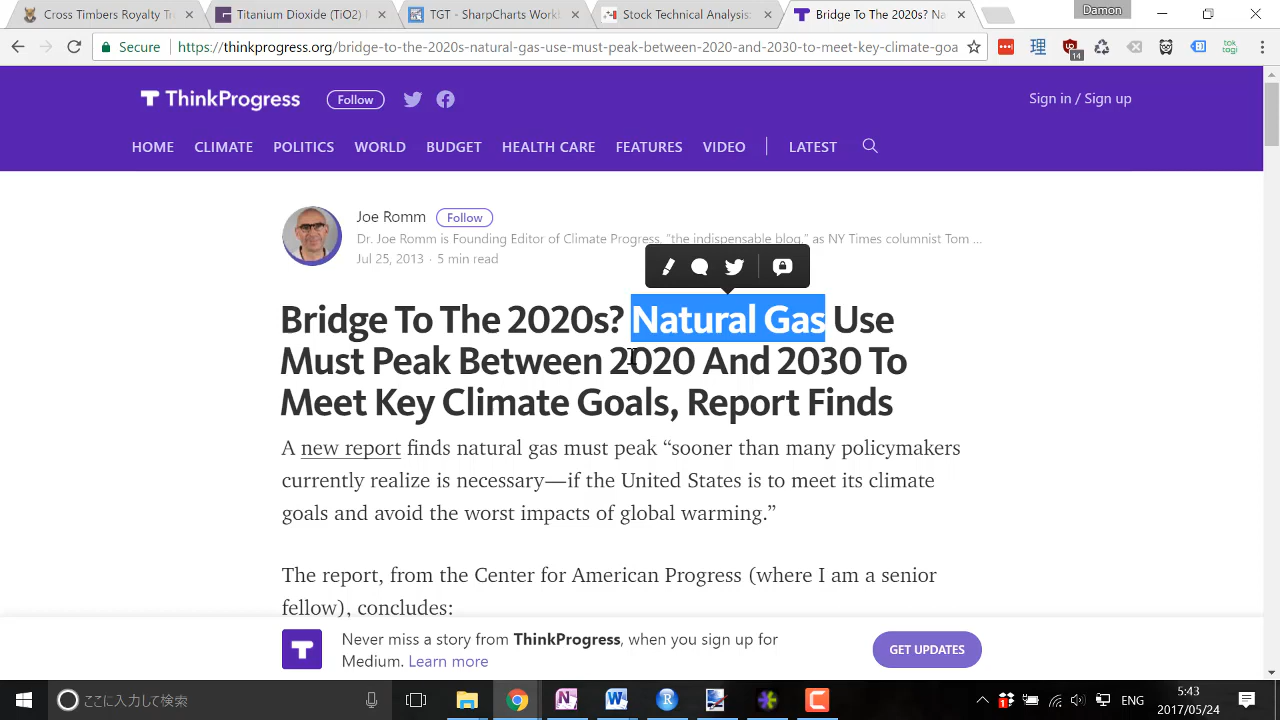 Cross Timbers Royalty T
Titanium Dioxide (TiO2)
TGT - SharpCharts Work
Stock Technical Analysis:
Bridge To The 2020s? Na
Damon
Secure
https://thinkprogress.org/bridge-to-the-2020s-natural-gas-use-must-peak-between-2020-and-2030-to-meet-key-climate-goa
14
tok
togi
ThinkProgress
Follow
Sign in / Sign up
HOME CLIMATE POLITICS WORLD BUDGET HEALTH CARE FEATURES VIDEO LATEST
Joe Romm
Follow
Dr. Joe Romm is Founding Editor of Climate Progress, “the indispensable blog,” as NY Times columnist Tom ...
Jul 25, 2013 · 5 min read
Bridge To The 2020s? Natural Gas Use
Must Peak Between 2020 And 2030 To
Meet Key Climate Goals, Report Finds
A new report finds natural gas must peak “sooner than many policymakers
currently realize is necessary—if the United States is to meet its climate
goals and avoid the worst impacts of global warming.”
The report, from the Center for American Progress (where I am a senior
fellow), concludes:
Never miss a story from ThinkProgress, when you sign up for
Medium. Learn more
GET UPDATES
ここに入力して検索
ENG
5:43
2017/05/24